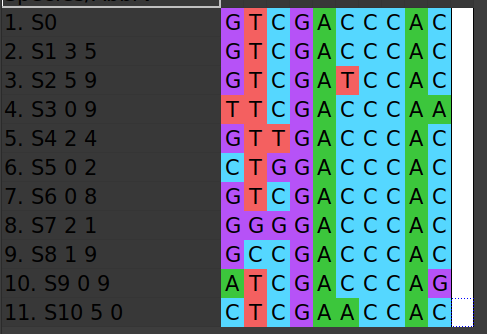 1. S0 G T C G A C C C A C
2. S1 3 5 G T C G A C C C A C
3. S2 5 9 G T C G A T C C A C
4. S3 0 9 T T C G A C C C A A
5. S4 2 4 G T T G A C C C A C
6. S5 0 2 C T G G A C C C A C
7. S6 0 8 G T C G A C C C A C
8. S7 2 1 G G G G A C C C A C
9. S8 1 9 G C C G A C C C A C
10. S9 0 9 A T C G A C C C A G
11. S10 5 0 C T C G A A C C A C